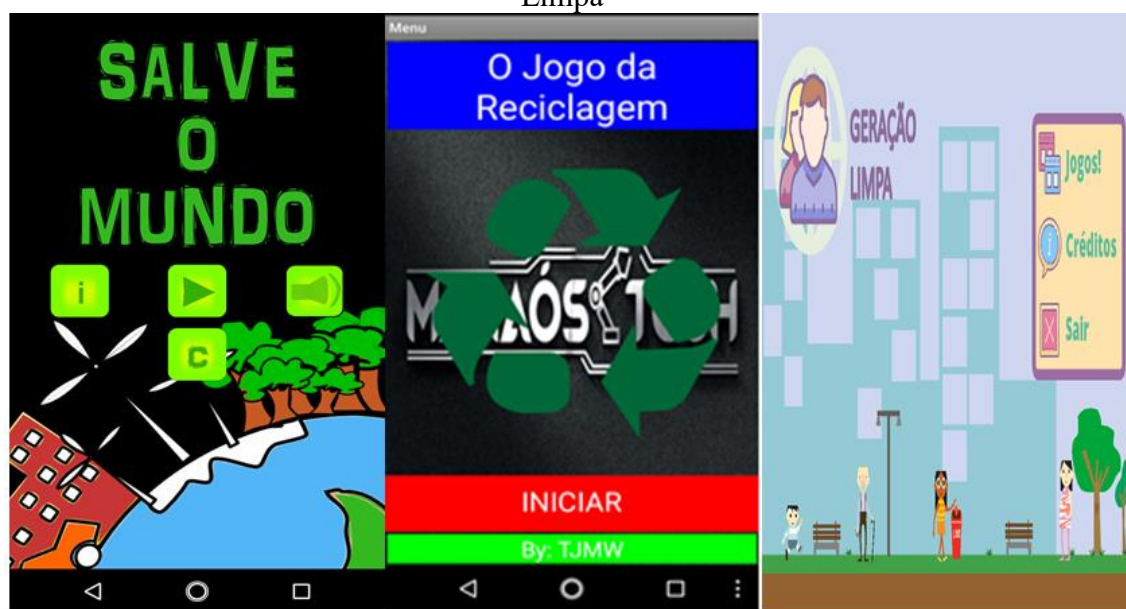 Limpa
SALVE
O
MUNDO
i
C
Menu
O Jogo da
Reciclagem
INICIAR
By: TJMW
GERAÇÃO
LIMPA
Jogos!
Créditos
Sair